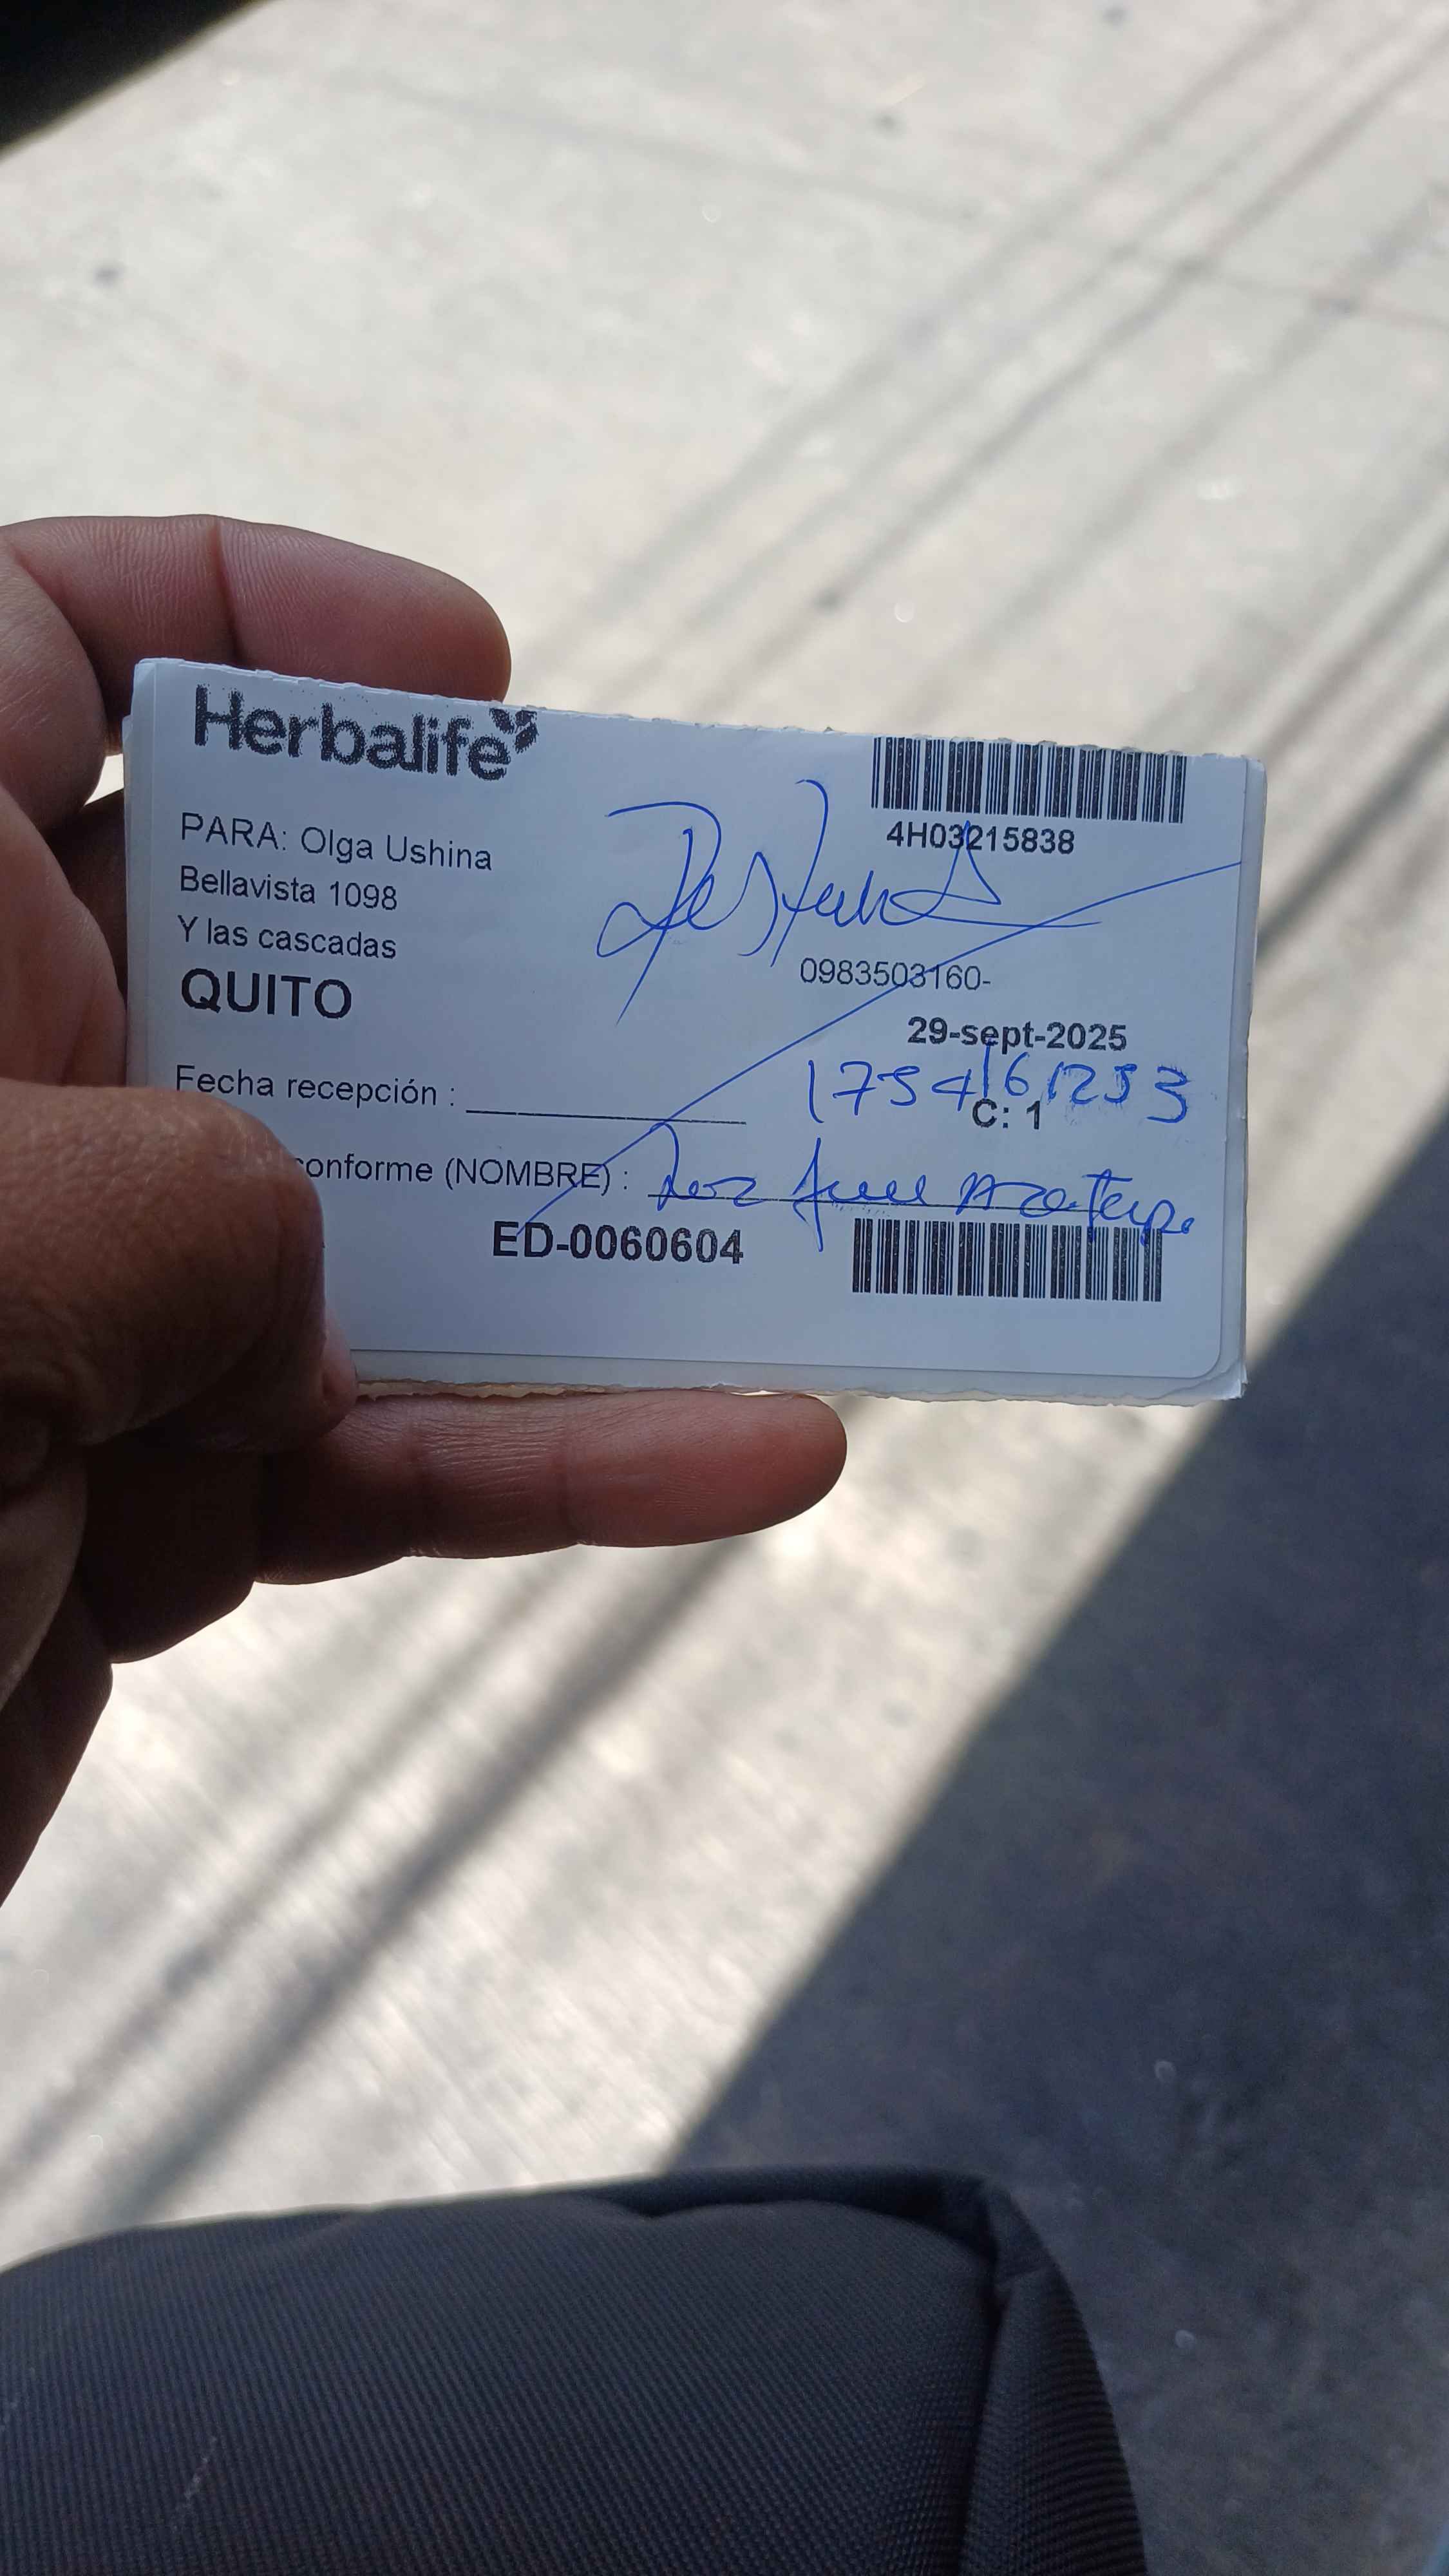 Herbalife
4H03215838
PARA: Olga Ushina
Bellavista 1098
Y las cascadas
QUITO
0983503160-
29-sept-2025
1754161253
C: 1
Fecha recepción :
conforme (NOMBRE) :
ED-0060604